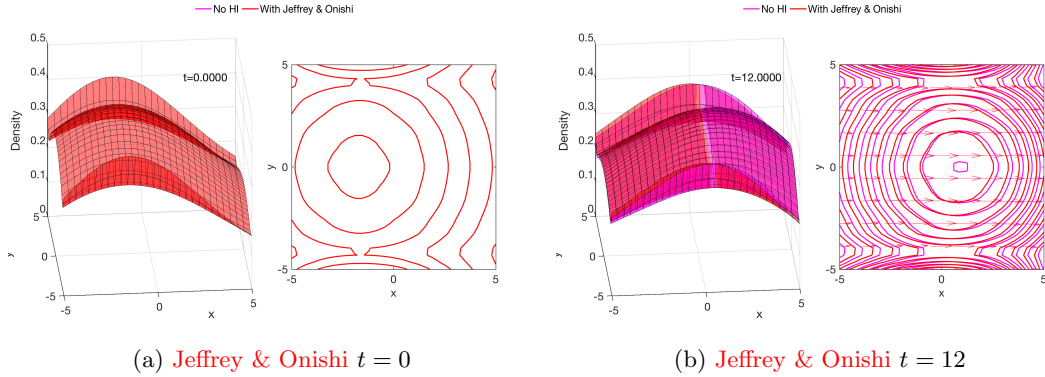 No HI With Jeffrey & Onishi
0.5
0.4
0.3
0.2
0.1
0
Density
t=0.0000
5
0
-5
y
-5
0
5
x
5
0
-5
y
-5
0
5
x
(a) Jeffrey & Onishi t = 0
No HI With Jeffrey & Onishi
0.5
0.4
0.3
0.2
0.1
0
Density
t=12.0000
5
0
-5
y
-5
0
5
x
5
0
-5
y
-5
0
5
x
(b) Jeffrey & Onishi t = 12